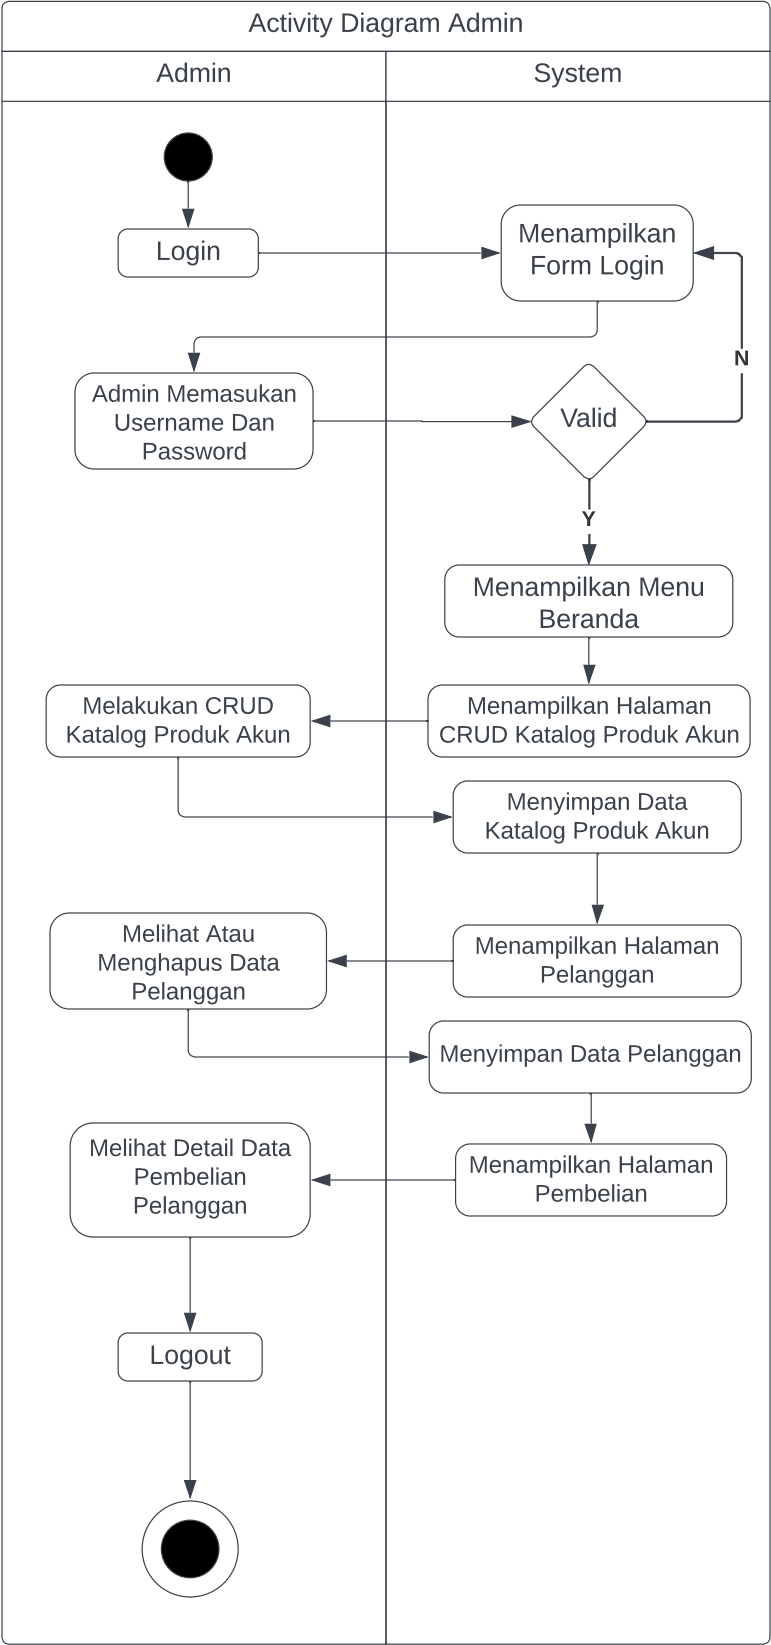 Activity Diagram Admin
Admin
System
Login
Menampilkan
Form Login
N
Admin Memasukan
Username Dan
Password
Valid
Y
Menampilkan Menu
Beranda
Melakukan CRUD
Katalog Produk Akun
Menampilkan Halaman
CRUD Katalog Produk Akun
Menyimpan Data
Katalog Produk Akun
Melihat Atau
Menghapus Data
Pelanggan
Menampilkan Halaman
Pelanggan
Menyimpan Data Pelanggan
Melihat Detail Data
Pembelian
Pelanggan
Menampilkan Halaman
Pembelian
Logout